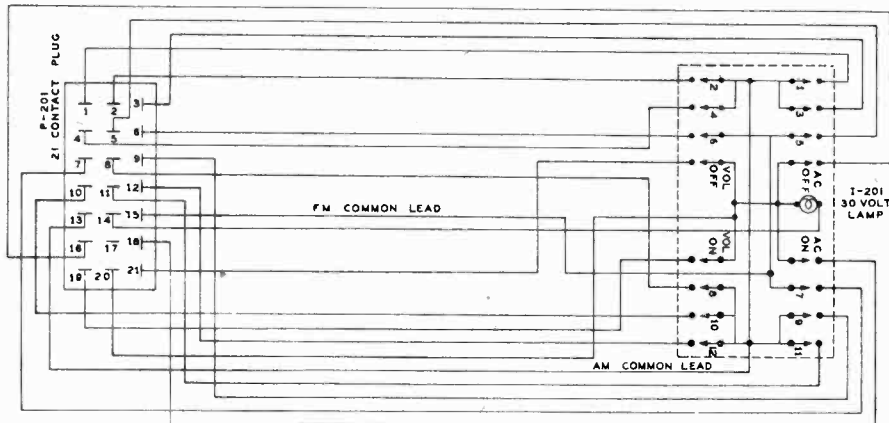 P-201
21 CONTACT PLUG
1 2 3
4 5 6
7 8 9
10 11 12
13 14 15
16 17 18
19 20 21
FM COMMON LEAD
AM COMMON LEAD
2 1
4 3
6 5
VOL OFF
AC OFF
I-201
30 VOLT
LAMP
VOL ON
AC ON
8 7
10 9
12 11